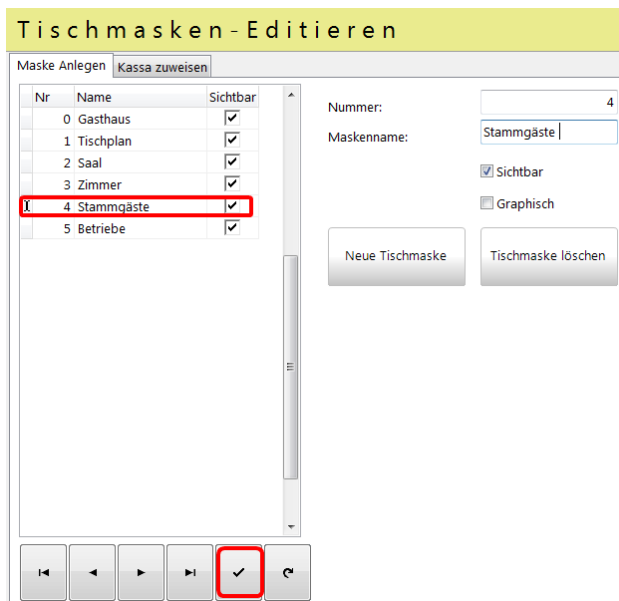 Tischmasken-Editieren
Maske Anlegen Kassa zuweisen
Nr Name Sichtbar
0 Gasthaus
1 Tischplan
2 Saal
3 Zimmer
4 Stammgäste
5 Betriebe
Nummer: 4
Maskenname: Stammgäste
Sichtbar
Graphisch
Neue Tischmaske Tischmaske löschen